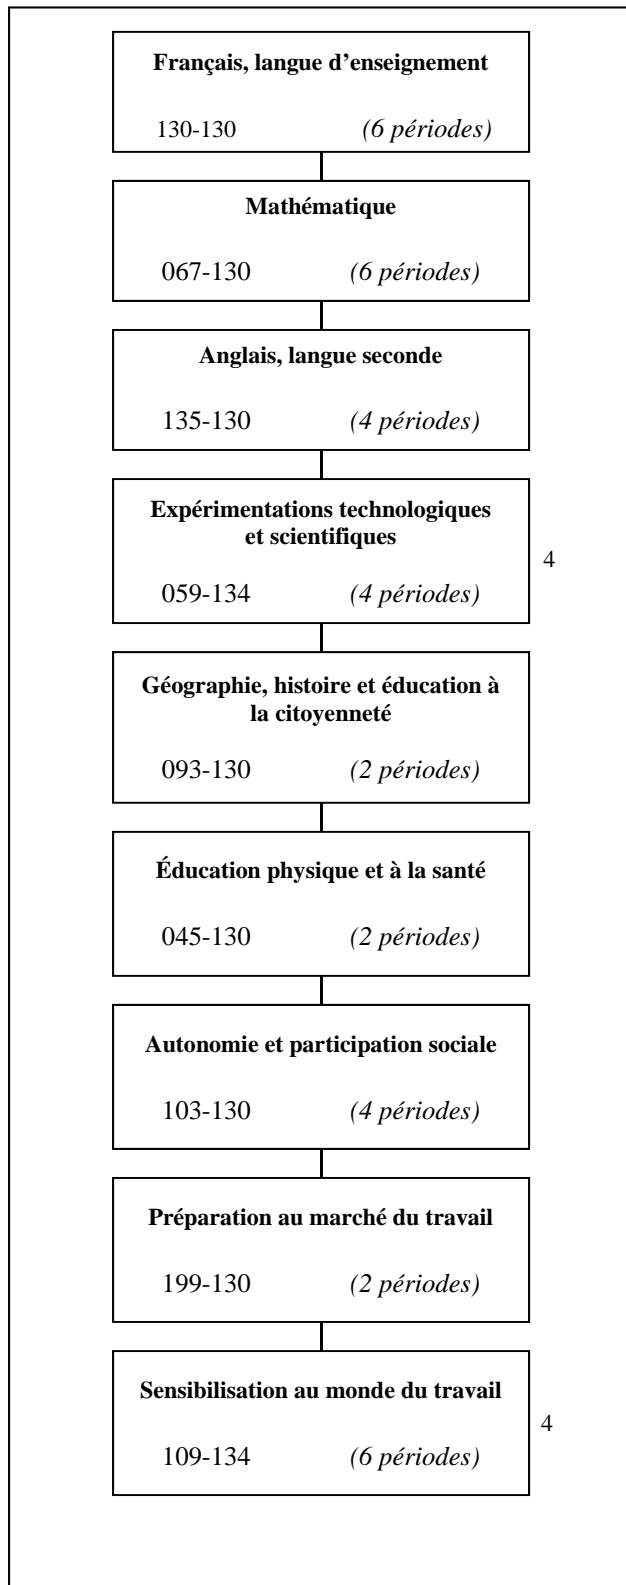 Français, langue d'enseignement
130-130 (6 périodes)
Mathématique
067-130 (6 périodes)
Anglais, langue seconde
135-130 (4 périodes)
Expérimentations technologiques
et scientifiques
4
059-134 (4 périodes)
Géographie, histoire et éducation à
la citoyenneté
093-130 (2 périodes)
Éducation physique et à la santé
045-130 (2 périodes)
Autonomie et participation sociale
103-130 (4 périodes)
Préparation au marché du travail
199-130 (2 périodes)
Sensibilisation au monde du travail
4
109-134 (6 périodes)